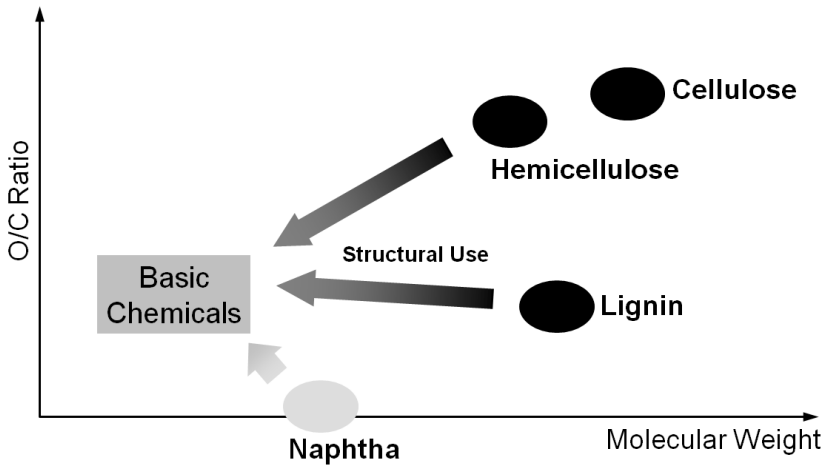 O/C Ratio
Cellulose
Hemicellulose
Structural Use
Basic
Chemicals
Lignin
Naphtha
Molecular Weight